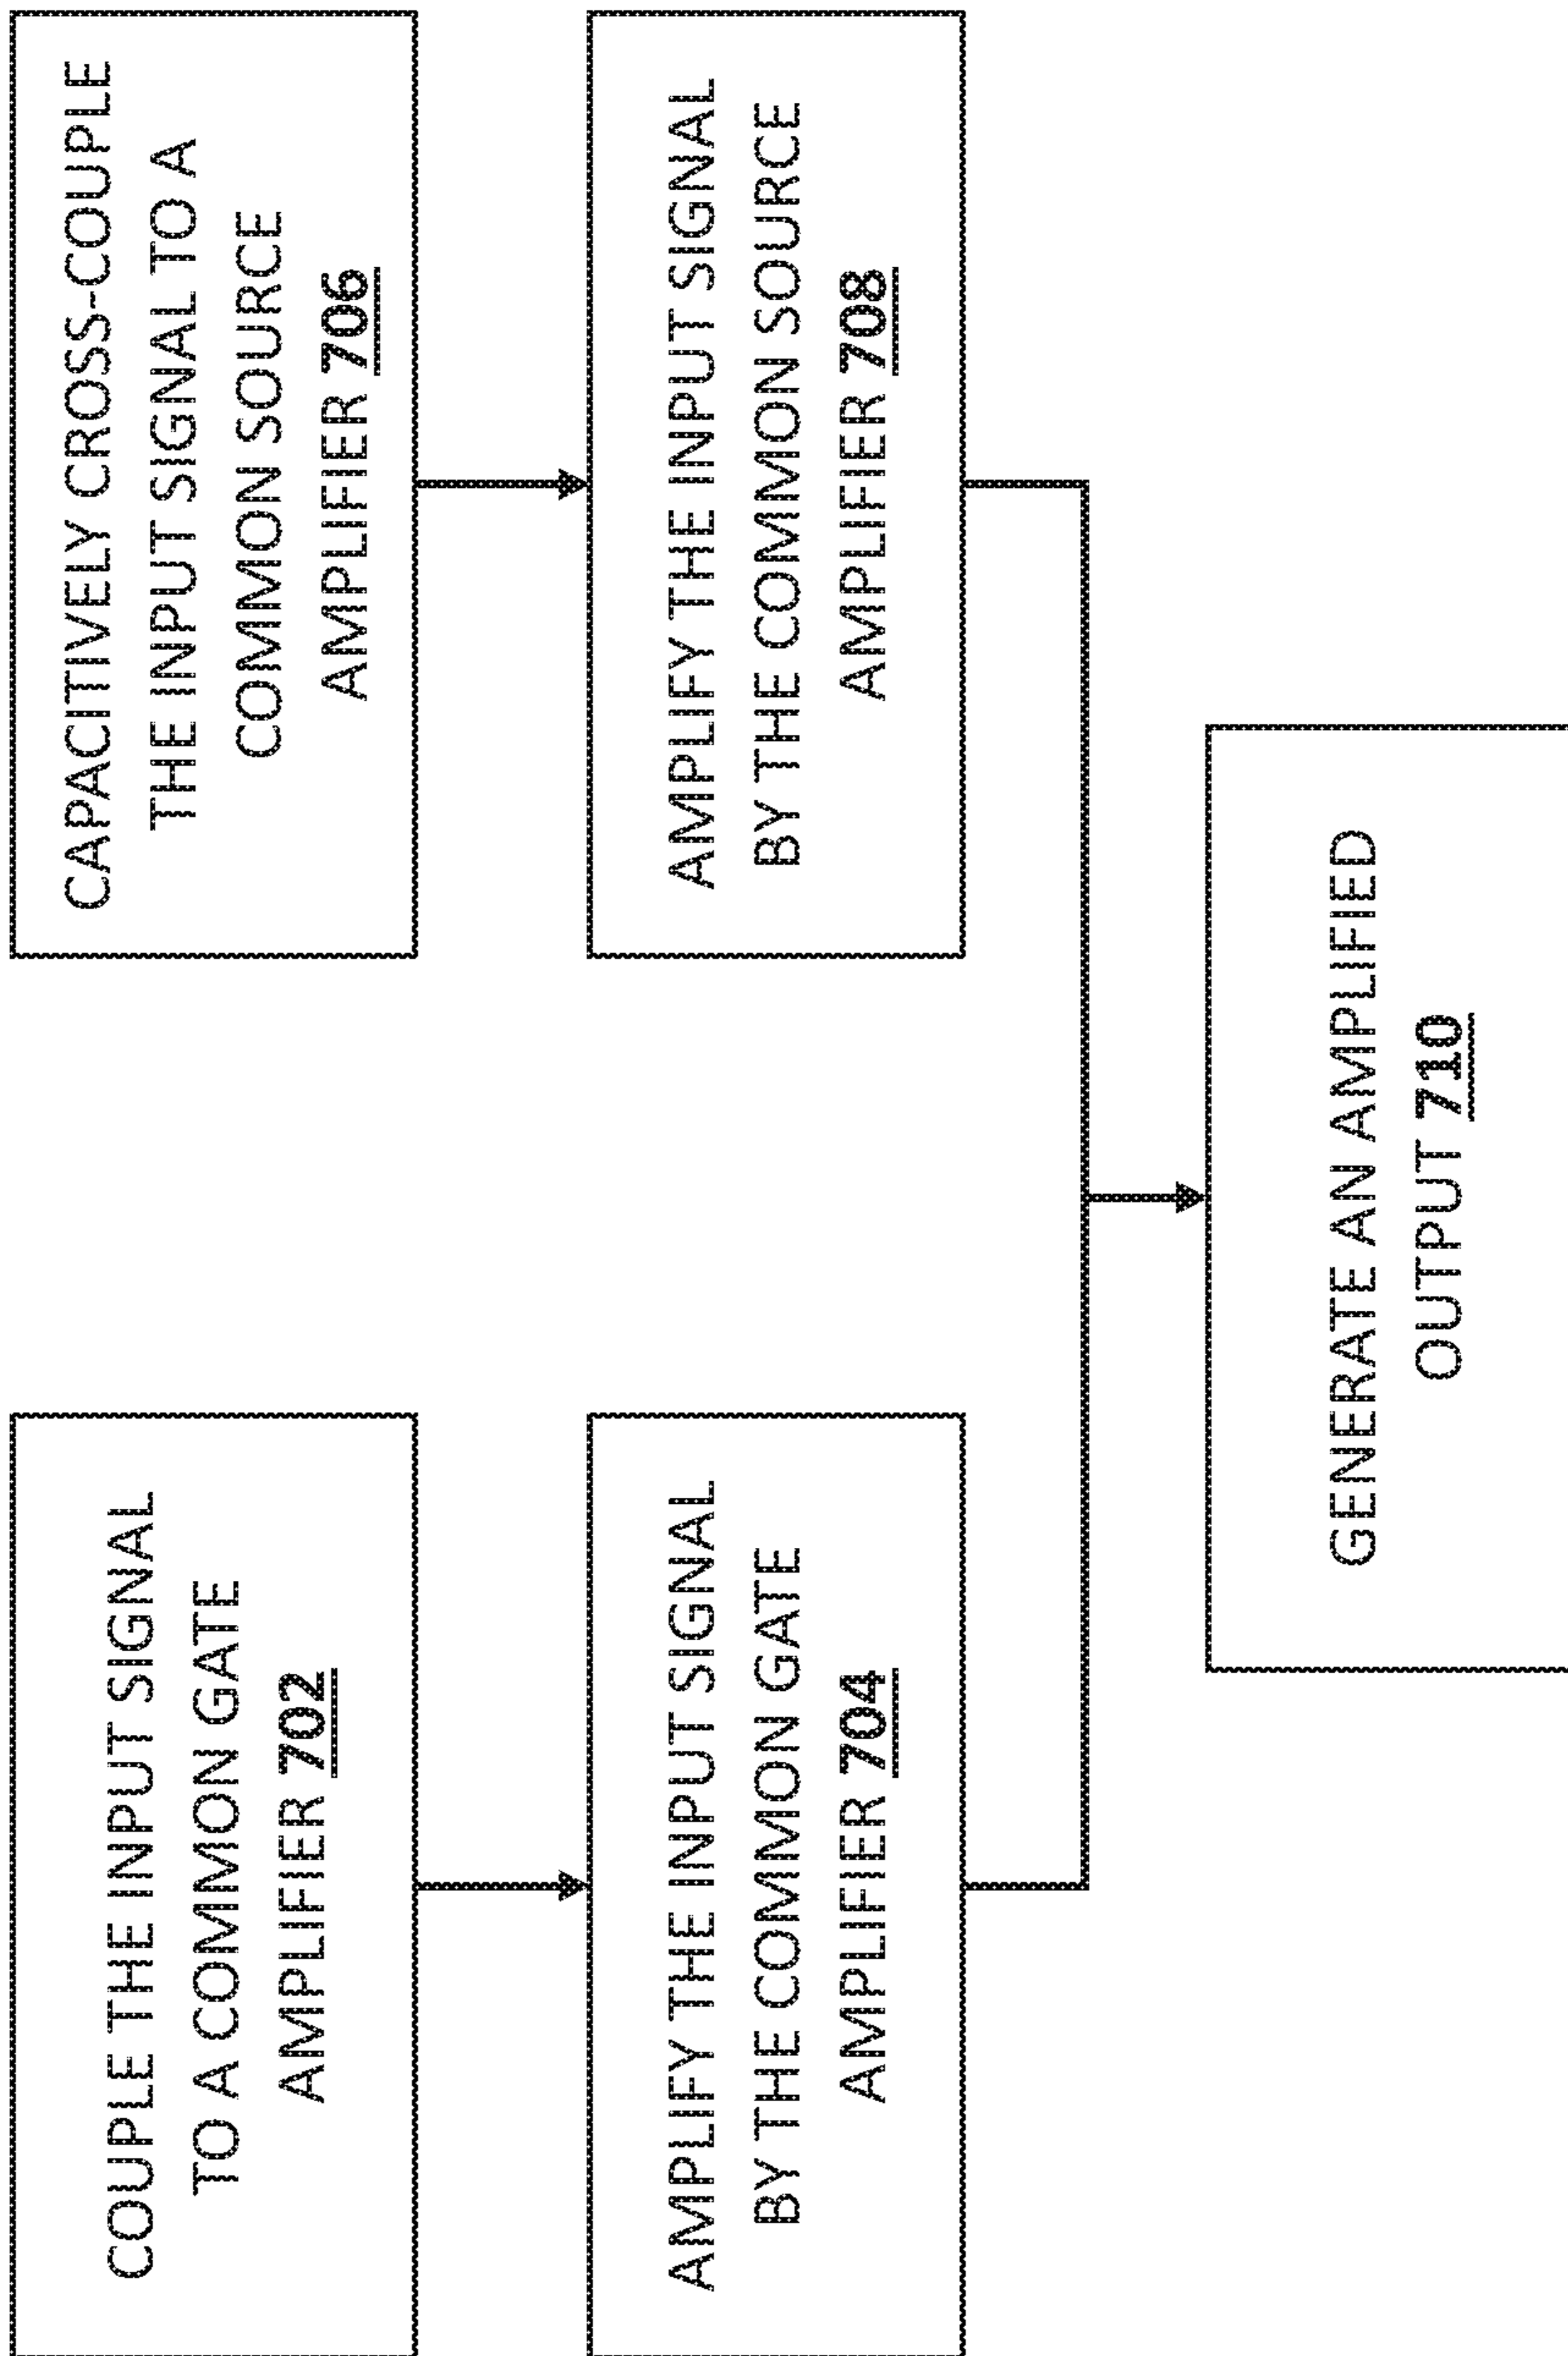 COUPLE THE INPUT SIGNAL
TO A COMMON GATE
AMPLIFIER 702
AMPLIFY THE INPUT SIGNAL
BY THE COMMON GATE
AMPLIFIER 704
CAPACITIVELY CROSS-COUPLE
THE INPUT SIGNAL TO A
COMMON SOURCE
AMPLIFIER 706
AMPLIFY THE INPUT SIGNAL
BY THE COMMON SOURCE
AMPLIFIER 708
GENERATE AN AMPLIFIED
OUTPUT 710